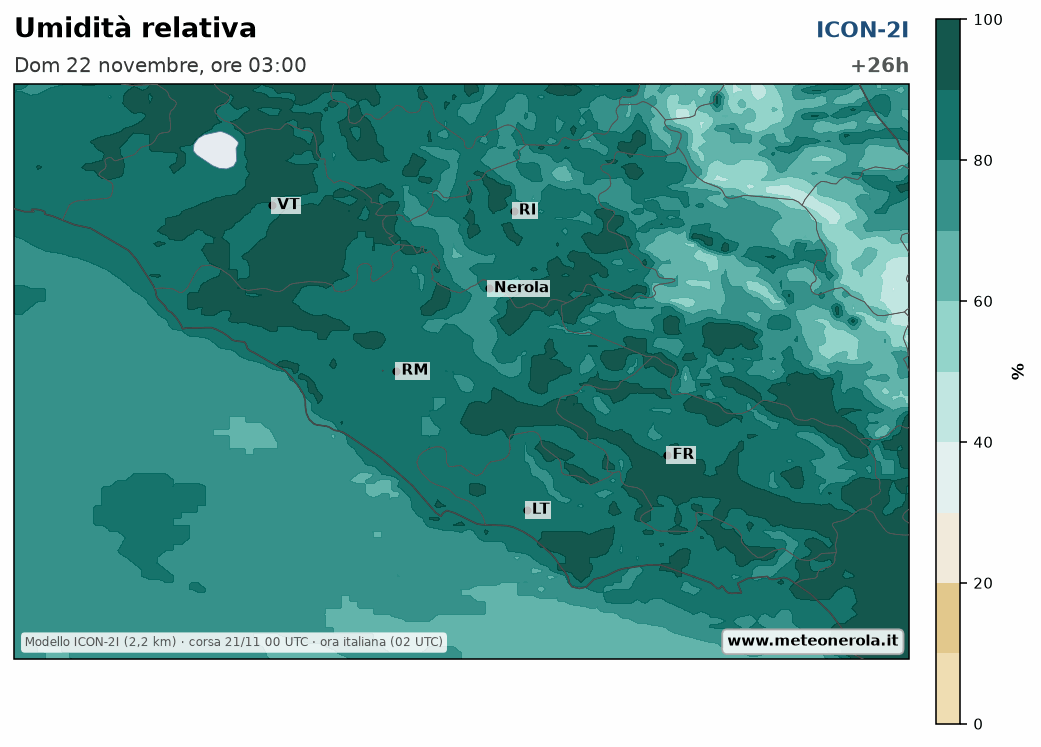 Umidità relativa
ICON-2I
Dom 22 novembre, ore 03:00
+26h
100
80
60
40
20
0
%
VT
RI
Nerola
RM
FR
LT
Modello ICON-2I (2,2 km) · corsa 21/11 00 UTC · ora italiana (02 UTC)
www.meteonerola.it